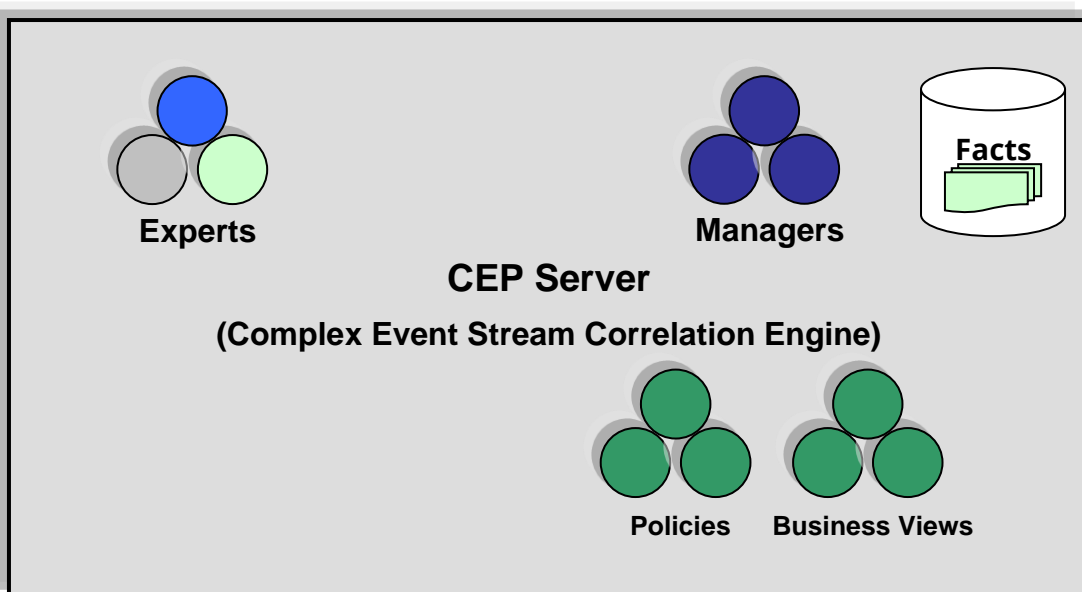 Facts
Experts
Managers
CEP Server
(Complex Event Stream Correlation Engine)
Policies
Business Views